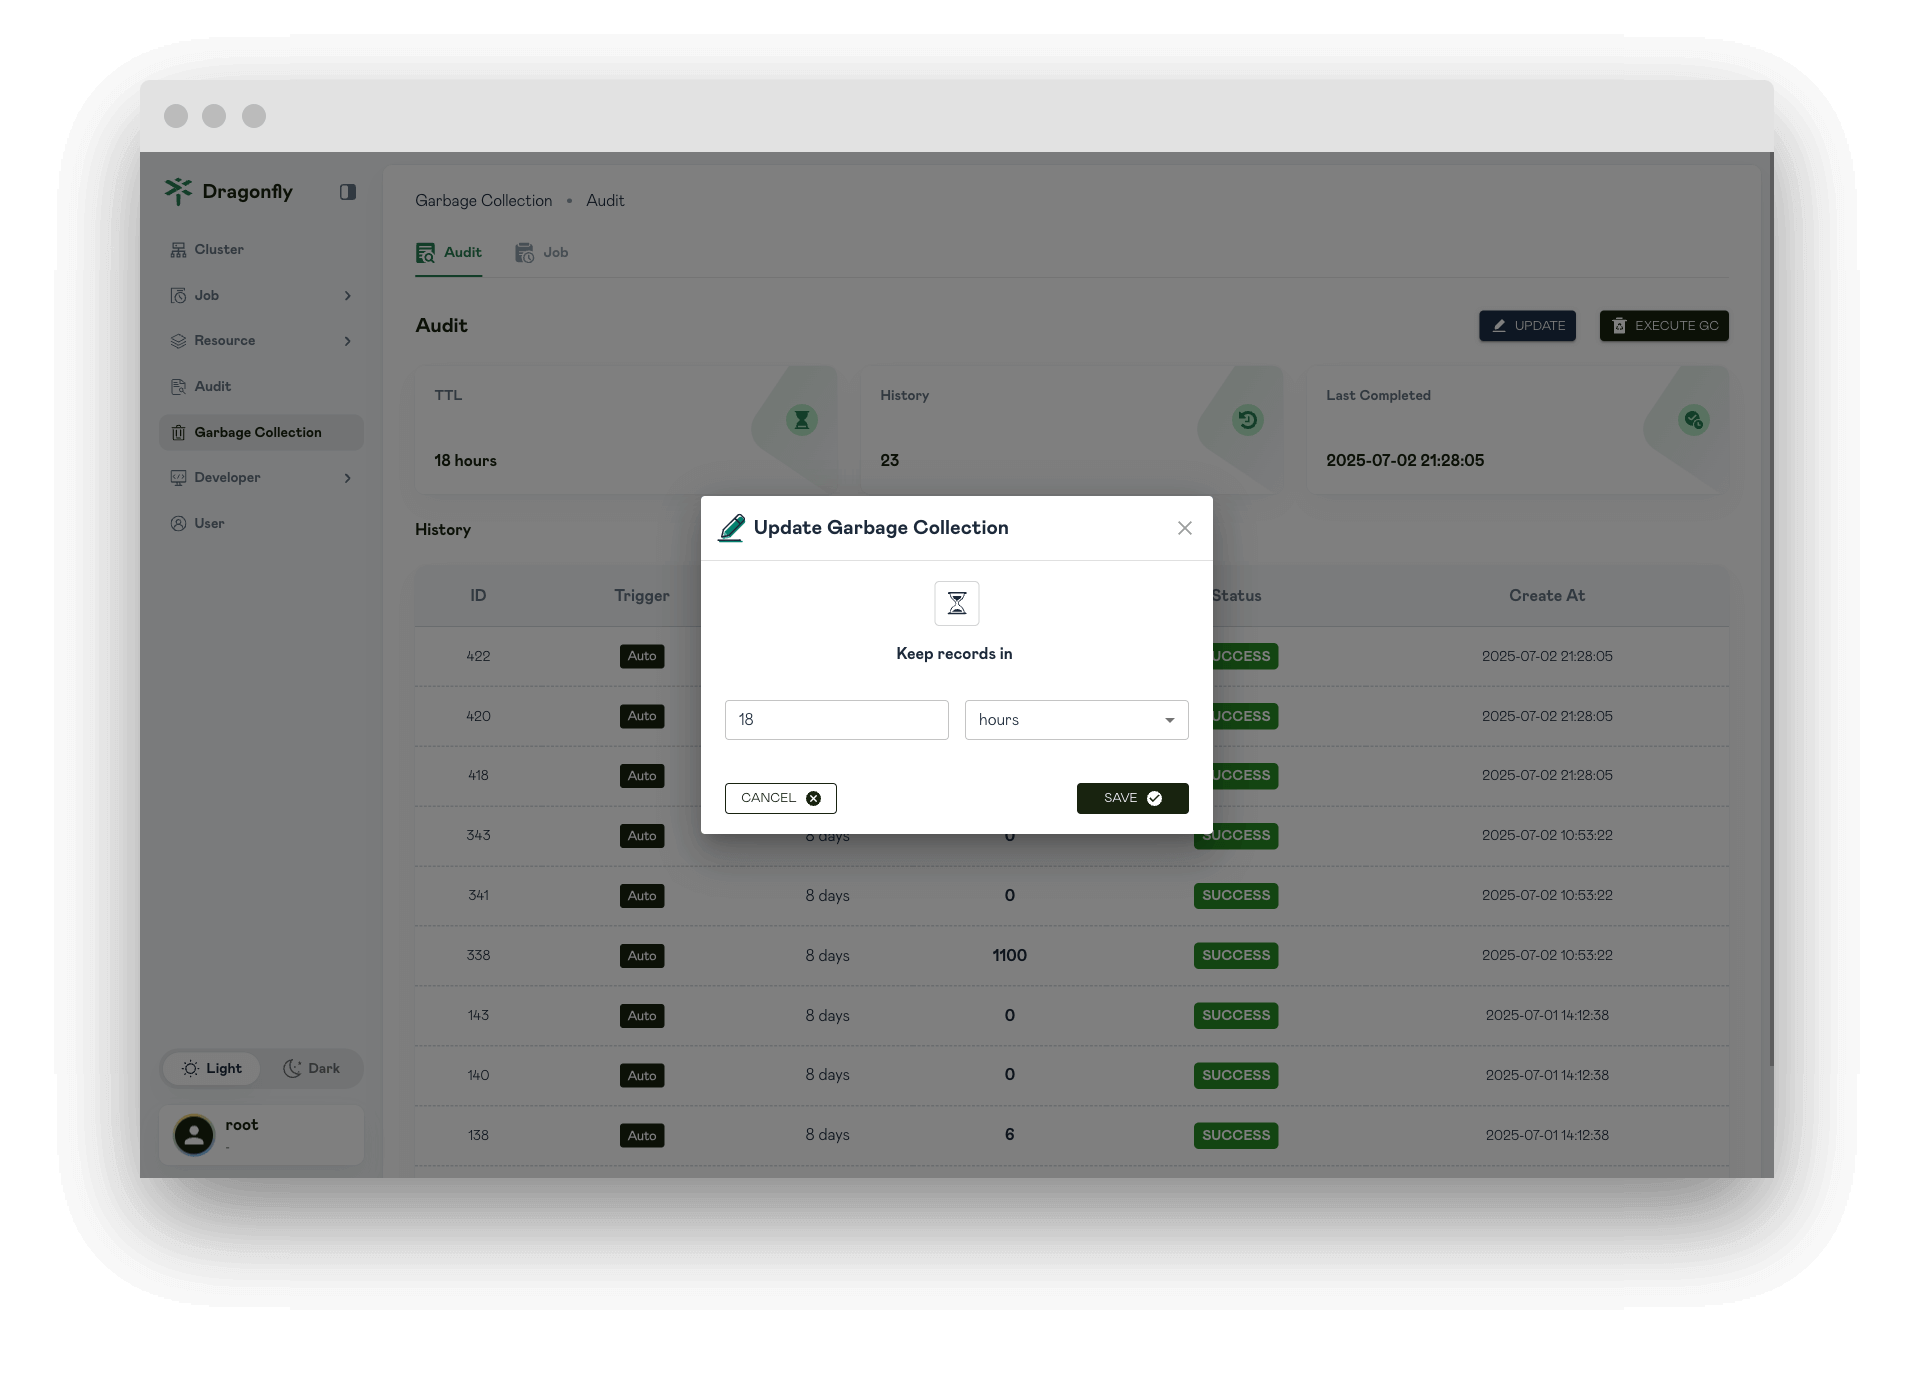 Dragonfly
Cluster
Job
Resource
Audit
Garbage Collection
Developer
User
Light Dark
root
-
Garbage Collection • Audit
Audit Job
Audit
UPDATE EXECUTE GC
TTL
18 hours
History
23
Last Completed
2025-07-02 21:28:05
History
ID Trigger Status Create At
422 Auto UCCESS 2025-07-02 21:28:05
420 Auto UCCESS 2025-07-02 21:28:05
418 Auto UCCESS 2025-07-02 21:28:05
343 Auto 8 days 0 SUCCESS 2025-07-02 10:53:22
341 Auto 8 days 0 SUCCESS 2025-07-02 10:53:22
338 Auto 8 days 1100 SUCCESS 2025-07-02 10:53:22
143 Auto 8 days 0 SUCCESS 2025-07-01 14:12:38
140 Auto 8 days 0 SUCCESS 2025-07-01 14:12:38
138 Auto 8 days 6 SUCCESS 2025-07-01 14:12:38
Update Garbage Collection
Keep records in
18 hours
CANCEL SAVE